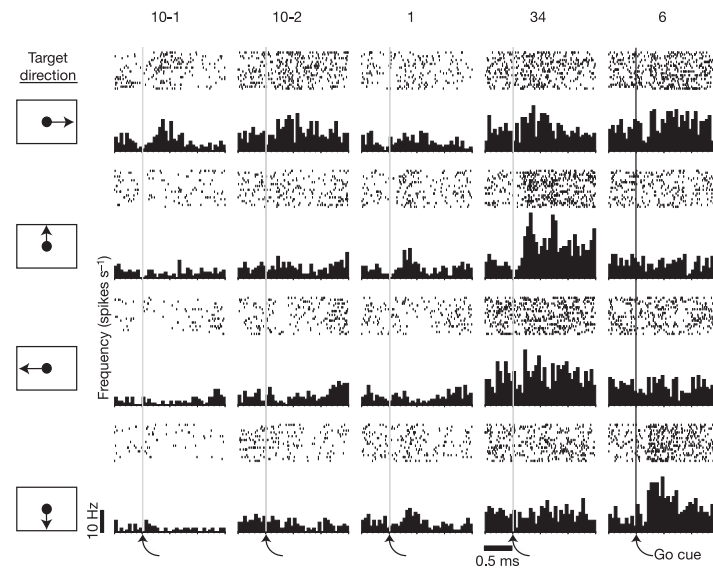 10-1 10-2 1 34 6
Target
direction
Frequency (spikes s⁻¹)
10 Hz
0.5 ms
Go cue